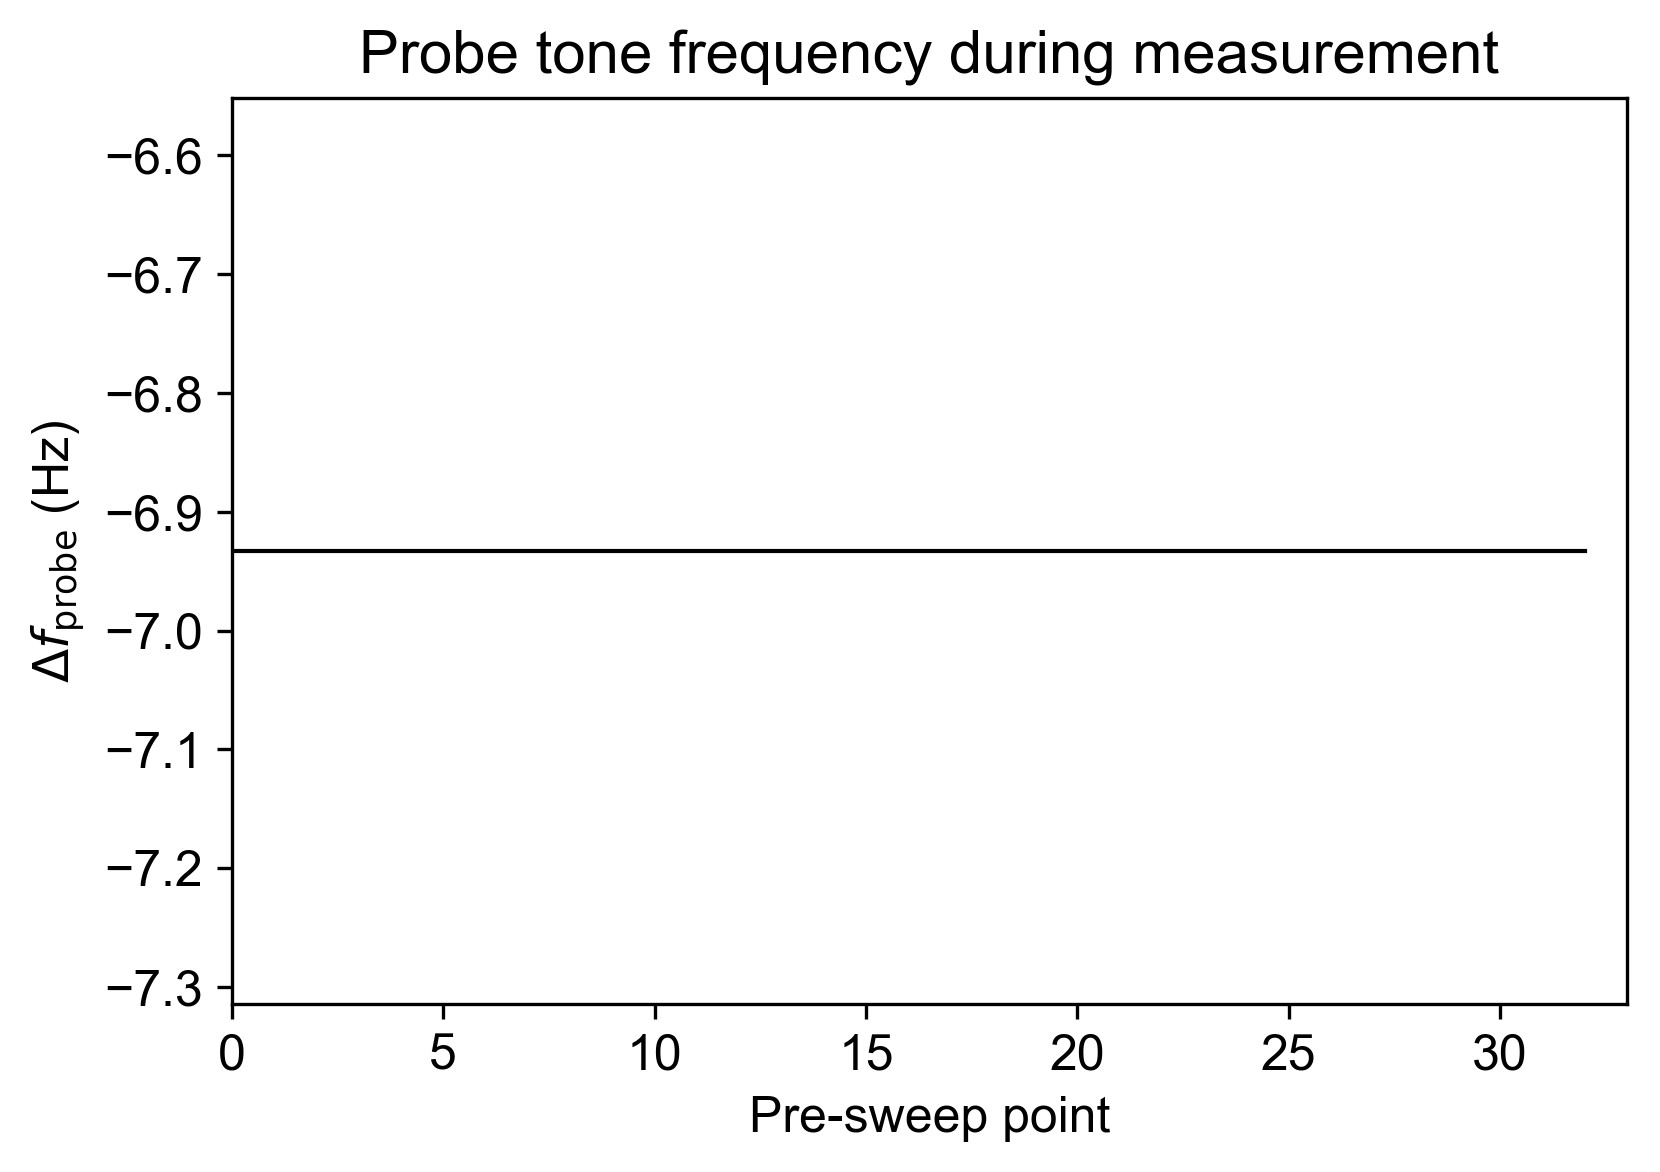 Probe tone frequency during measurement
Δf_probe (Hz)
−6.6
−6.7
−6.8
−6.9
−7.0
−7.1
−7.2
−7.3
0 5 10 15 20 25 30
Pre-sweep point